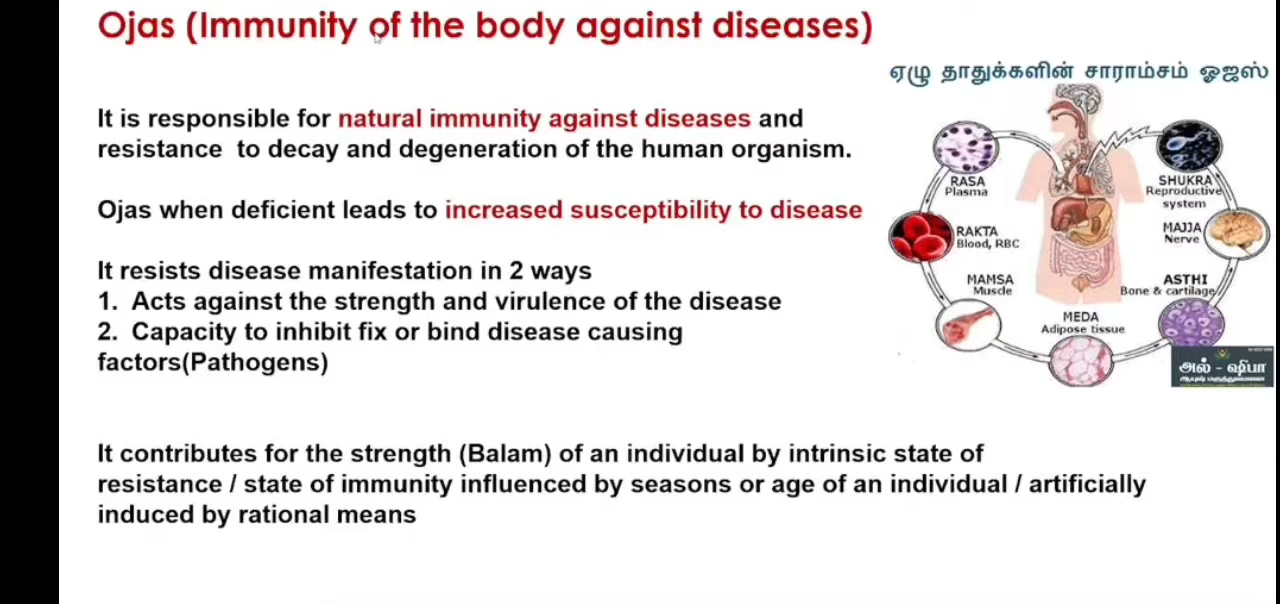 Ojas (Immunity of the body against diseases)
ஏழு தாதுக்களின் சாராம்சம் ஓஜஸ்
It is responsible for natural immunity against diseases and
resistance to decay and degeneration of the human organism.
Ojas when deficient leads to increased susceptibility to disease
It resists disease manifestation in 2 ways
1. Acts against the strength and virulence of the disease
2. Capacity to inhibit fix or bind disease causing
factors(Pathogens)
It contributes for the strength (Balam) of an individual by intrinsic state of
resistance / state of immunity influenced by seasons or age of an individual / artificially
induced by rational means
RASA
Plasma
RAKTA
Blood, RBC
MAMSA
Muscle
MEDA
Adipose tissue
SHUKRA
Reproductive
system
MAJJA
Nerve
ASTHI
Bone & cartilage
அல் - ஷிபா